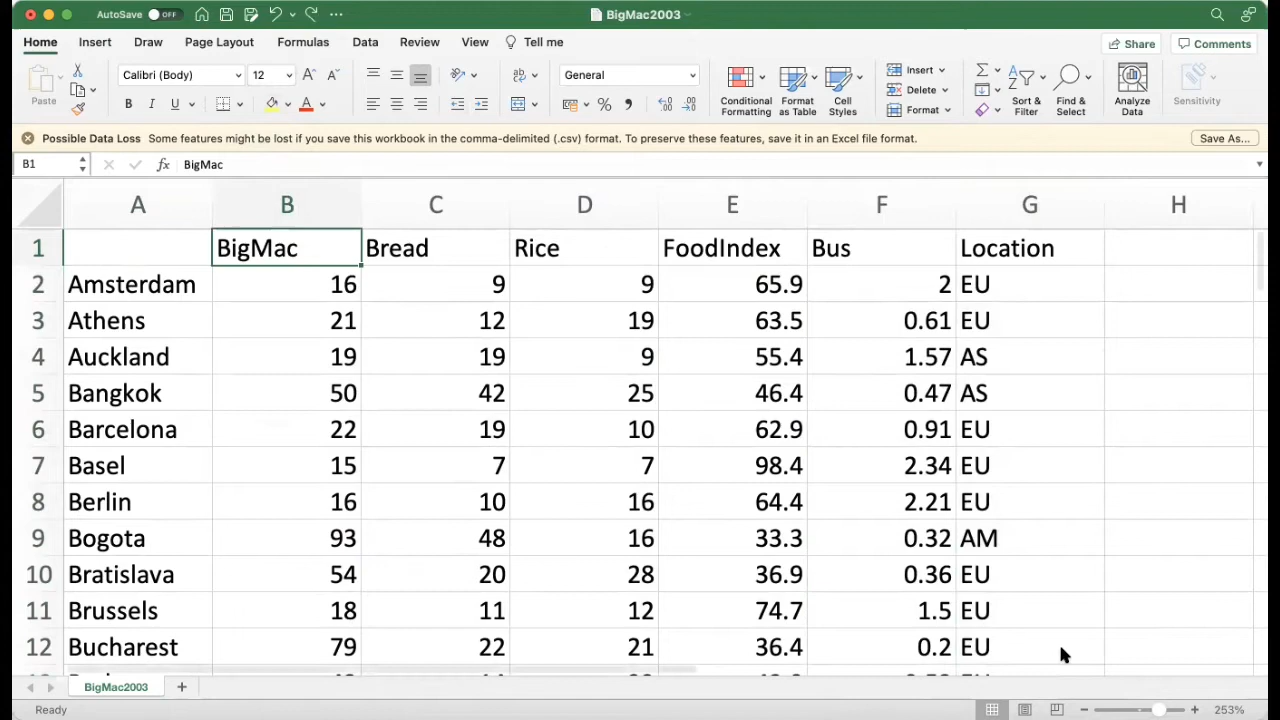 AutoSave OFF BigMac2003
Home Insert Draw Page Layout Formulas Data Review View Tell me Share Comments
Paste Calibri (Body) 12 General Conditional Formatting Format as Table Cell Styles Insert Delete Format Sort & Filter Find & Select Analyze Data Sensitivity
Possible Data Loss Some features might be lost if you save this workbook in the comma-delimited (.csv) format. To preserve these features, save it in an Excel file format. Save As...
B1 fx BigMac
A B C D E F G H
1 BigMac Bread Rice FoodIndex Bus Location
2 Amsterdam 16 9 9 65.9 2 EU
3 Athens 21 12 19 63.5 0.61 EU
4 Auckland 19 19 9 55.4 1.57 AS
5 Bangkok 50 42 25 46.4 0.47 AS
6 Barcelona 22 19 10 62.9 0.91 EU
7 Basel 15 7 7 98.4 2.34 EU
8 Berlin 16 10 16 64.4 2.21 EU
9 Bogota 93 48 16 33.3 0.32 AM
10 Bratislava 54 20 28 36.9 0.36 EU
11 Brussels 18 11 12 74.7 1.5 EU
12 Bucharest 79 22 21 36.4 0.2 EU
BigMac2003
Ready 253%